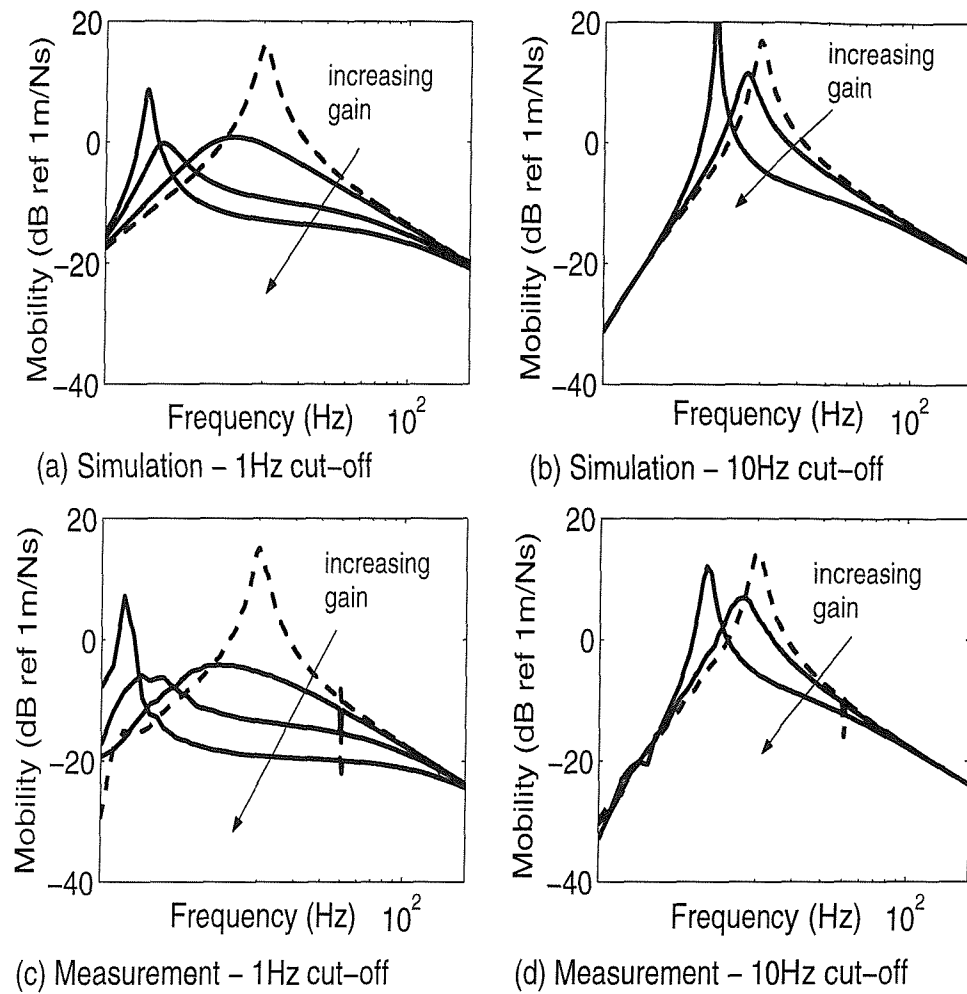 20
0
−20
−40
Mobility (dB ref 1m/Ns)
increasing
gain
Frequency (Hz)
10²
(a) Simulation − 1Hz cut−off
20
0
−20
−40
Mobility (dB ref 1m/Ns)
increasing
gain
Frequency (Hz)
10²
(b) Simulation − 10Hz cut−off
20
0
−20
−40
Mobility (dB ref 1m/Ns)
increasing
gain
Frequency (Hz)
10²
(c) Measurement − 1Hz cut−off
20
0
−20
−40
Mobility (dB ref 1m/Ns)
increasing
gain
Frequency (Hz)
10²
(d) Measurement − 10Hz cut−off